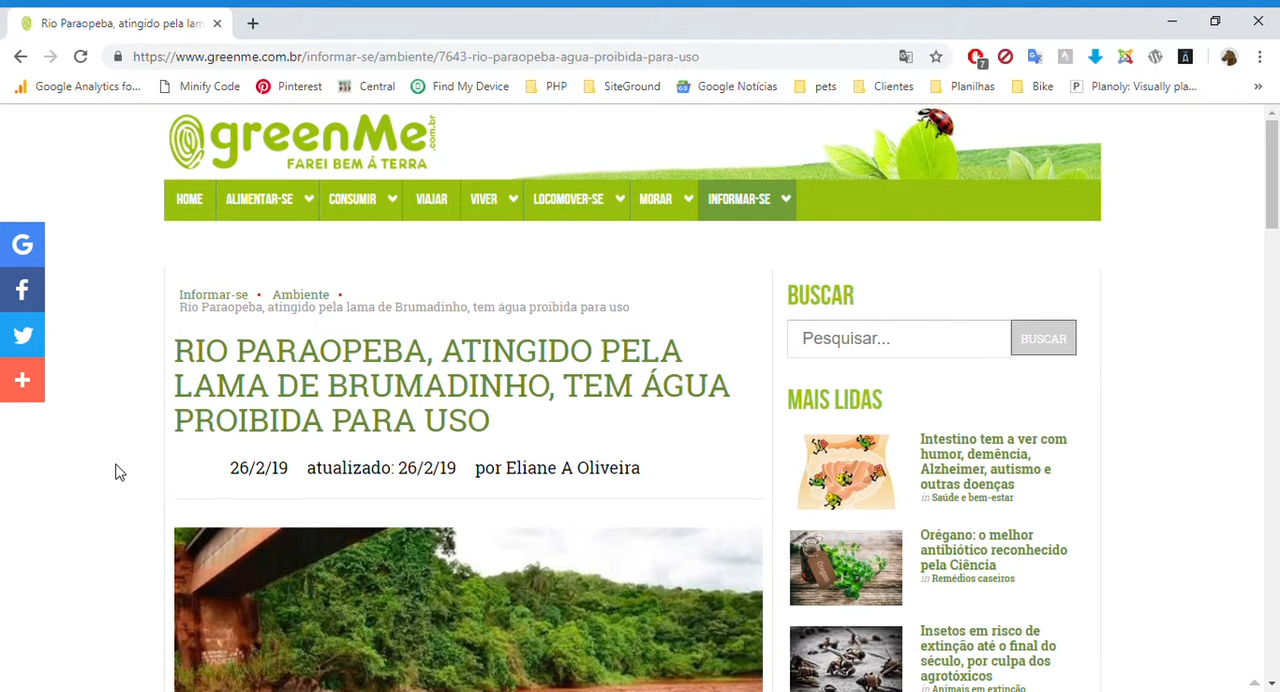 Rio Paraopeba, atingido pela lam
https://www.greenme.com.br/informar-se/ambiente/7643-rio-paraopeba-agua-proibida-para-uso
7
Google Analytics fo...
Minify Code
Pinterest
Central
Find My Device
PHP
SiteGround
Google Notícias
pets
Clientes
Planilhas
Bike
Planoly: Visually pla...
greenMe .com.br
FAREI BEM À TERRA
HOME ALIMENTAR-SE CONSUMIR VIAJAR VIVER LOCOMOVER-SE MORAR INFORMAR-SE
Informar-se • Ambiente •
Rio Paraopeba, atingido pela lama de Brumadinho, tem água proibida para uso
RIO PARAOPEBA, ATINGIDO PELA
LAMA DE BRUMADINHO, TEM ÁGUA
PROIBIDA PARA USO
26/2/19 atualizado: 26/2/19 por Eliane A Oliveira
BUSCAR
Pesquisar... BUSCAR
MAIS LIDAS
Intestino tem a ver com
humor, demência,
Alzheimer, autismo e
outras doenças
in Saúde e bem-estar
Orégano: o melhor
antibiótico reconhecido
pela Ciência
in Remédios caseiros
Insetos em risco de
extinção até o final do
século, por culpa dos
agrotóxicos
in Animais em extinção